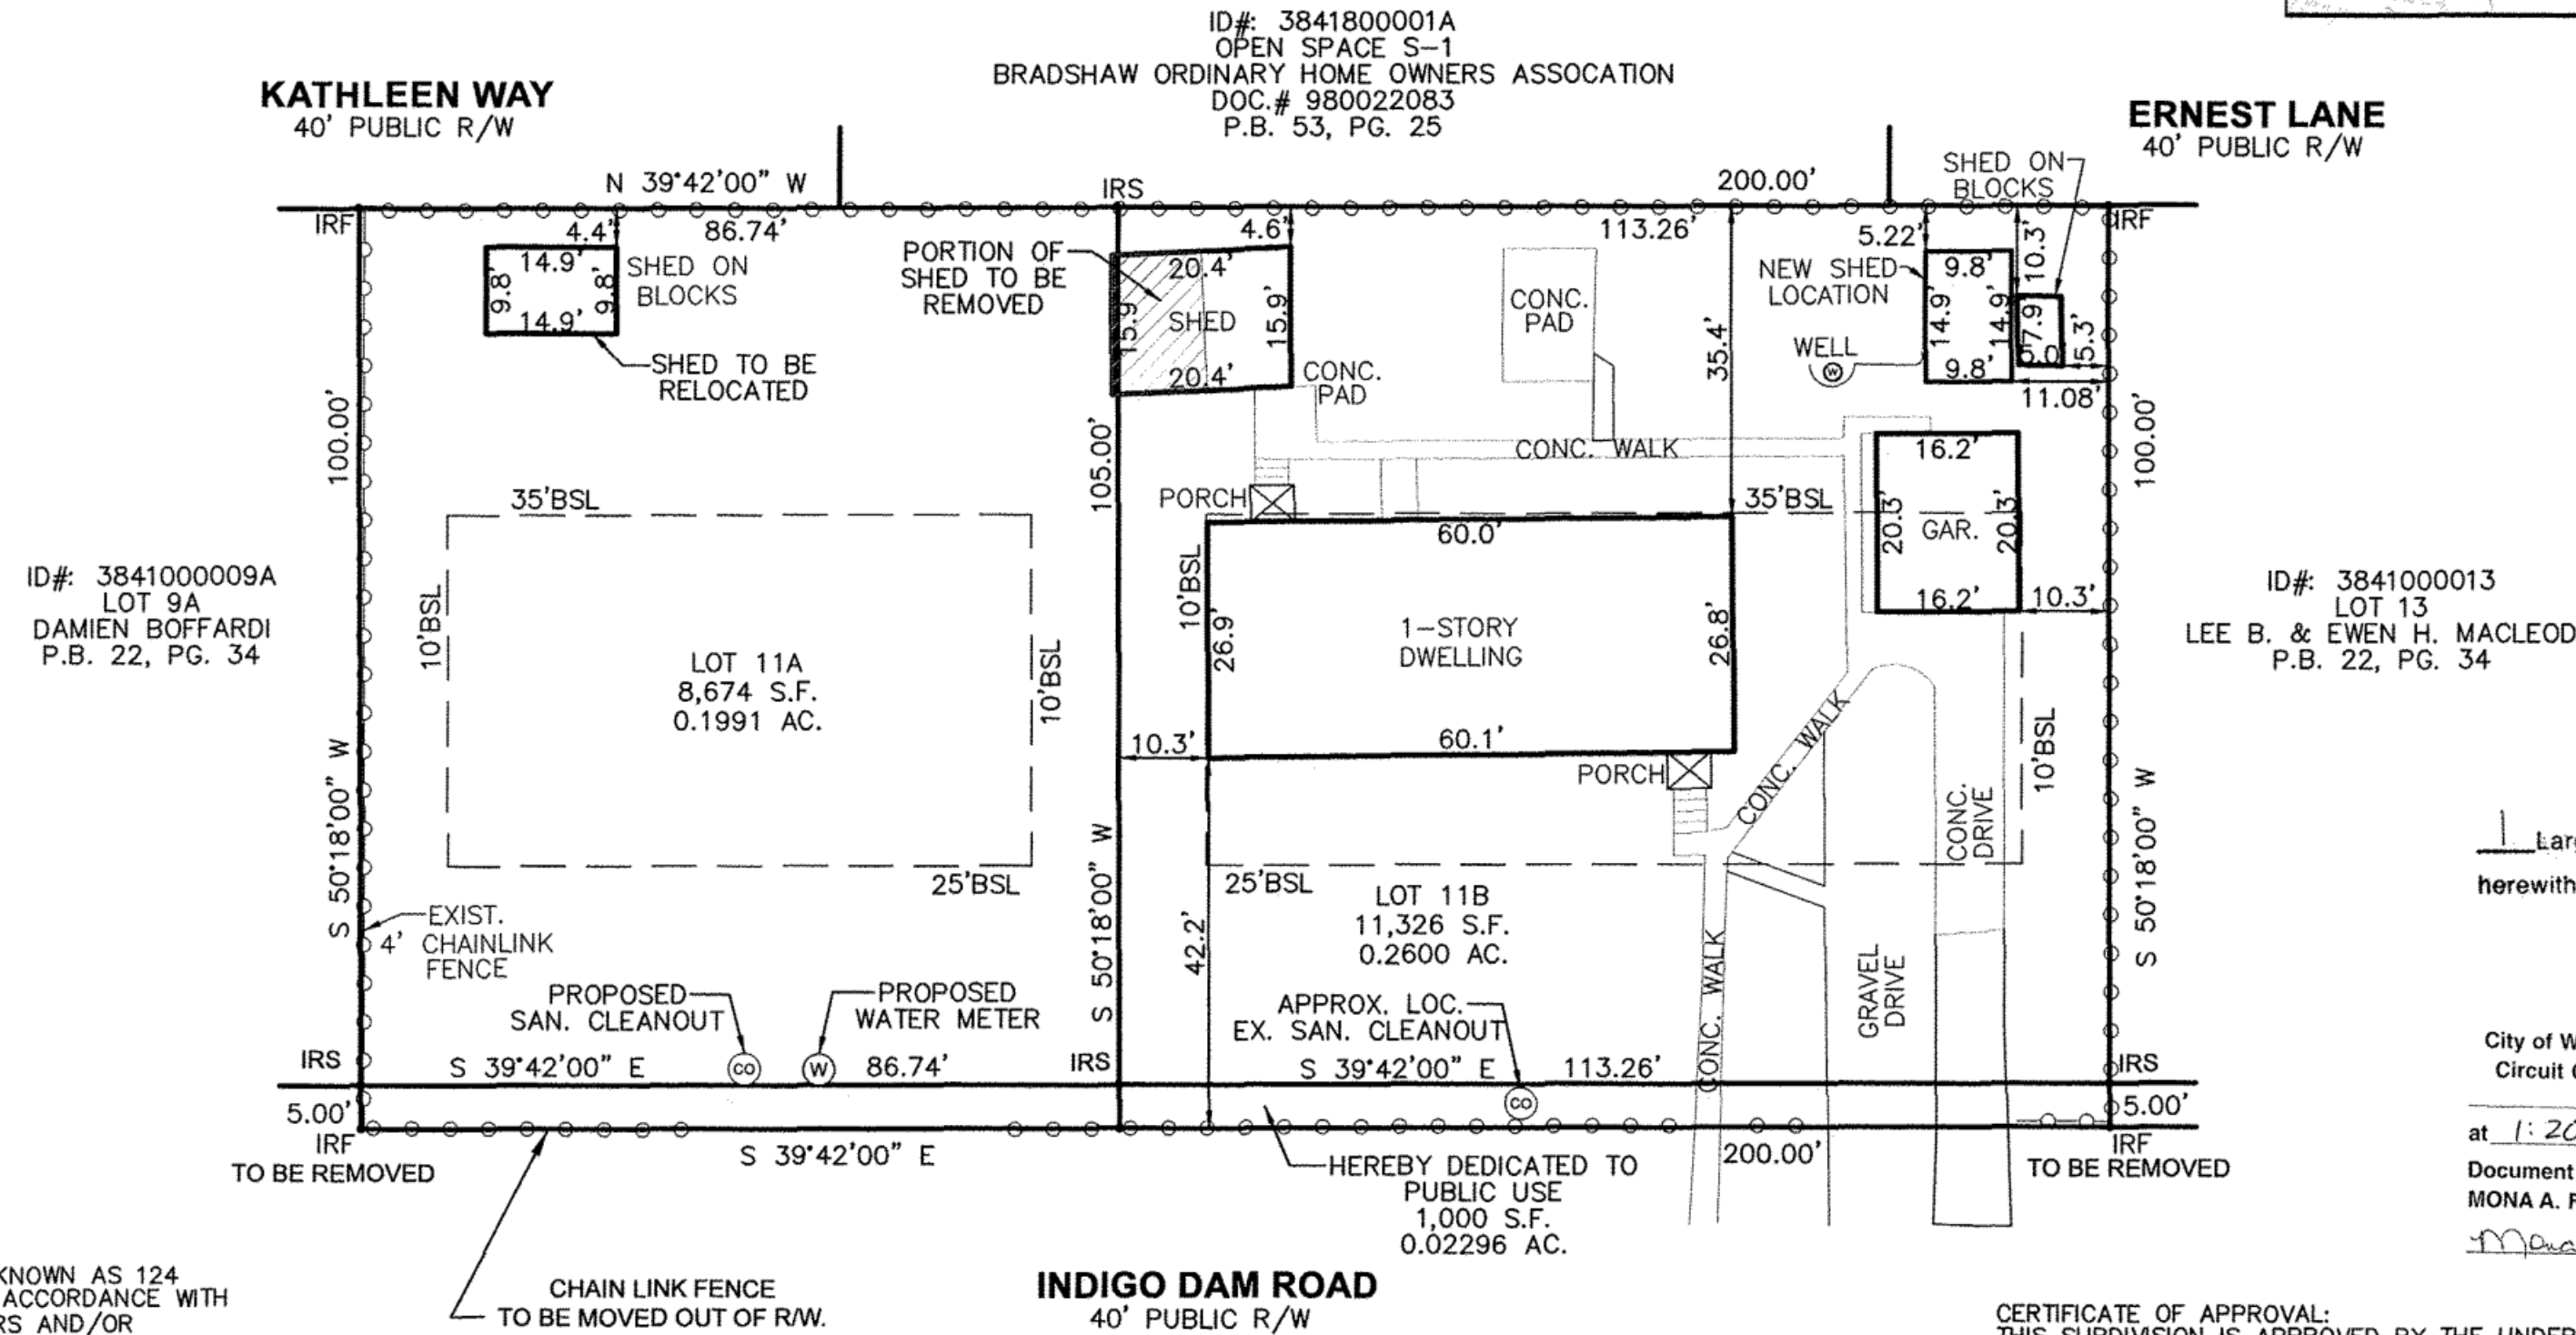 ID#: 3841800001A
OPEN SPACE S-1
BRADSHAW ORDINARY HOME OWNERS ASSOCATION
DOC.# 980022083
P.B. 53, PG. 25
KATHLEEN WAY
40' PUBLIC R/W
ERNEST LANE
40' PUBLIC R/W
N 39°42'00" W
86.74'
IRS
200.00'
113.26'
IRF
IRF
4.4'
14.9'
9.8'
9.8'
14.9'
SHED ON
BLOCKS
SHED TO BE
RELOCATED
PORTION OF
SHED TO BE
REMOVED
4.6'
20.4'
15.9'
SHED
15.9'
20.4'
CONC.
PAD
CONC.
PAD
35.4'
5.22'
NEW SHED
LOCATION
9.8'
14.9'
14.9'
9.8'
SHED ON
BLOCKS
10.3'
7.9'
5.3'
11.08'
WELL
W
100.00'
105.00'
100.00'
CONC. WALK
16.2'
20.3'
GAR.
20.3'
16.2'
10.3'
35'BSL
PORCH
35'BSL
60.0'
10'BSL
26.9'
1-STORY
DWELLING
26.8'
60.1'
10.3'
PORCH
CONC. WALK
ID#: 3841000009A
LOT 9A
DAMIEN BOFFARDI
P.B. 22, PG. 34
10'BSL
LOT 11A
8,674 S.F.
0.1991 AC.
10'BSL
ID#: 3841000013
LOT 13
LEE B. & EWEN H. MACLEOD
P.B. 22, PG. 34
10'BSL
CONC.
DRIVE
S 50°18'00" W
S 50°18'00" W
S 50°18'00" W
25'BSL
25'BSL
LOT 11B
11,326 S.F.
0.2600 AC.
42.2'
EXIST.
4' CHAINLINK
FENCE
PROPOSED
SAN. CLEANOUT
PROPOSED
WATER METER
APPROX. LOC.
EX. SAN. CLEANOUT
CONC. WALK
GRAVEL
DRIVE
IRS
S 39°42'00" E
CO
W
86.74'
IRS
S 39°42'00" E
113.26'
IRS
CO
5.00'
5.00'
IRF
TO BE REMOVED
S 39°42'00" E
200.00'
IRF
TO BE REMOVED
HEREBY DEDICATED TO
PUBLIC USE
1,000 S.F.
0.02296 AC.
CHAIN LINK FENCE
TO BE MOVED OUT OF R/W.
INDIGO DAM ROAD
40' PUBLIC R/W
KNOWN AS 124
ACCORDANCE WITH
RS AND/OR
herewith
City of W
Circuit
at 1:20
Document
MONA A.
CERTIFICATE OF APPROVAL:
THIS SUBDIVISION IS APPROVED BY THE UNDER